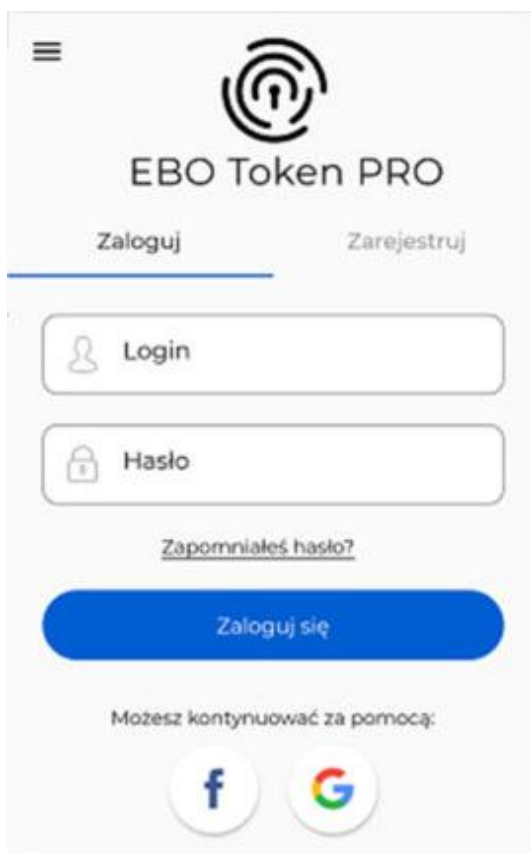 EBO Token PRO
Zaloguj Zarejestruj
Login
Hasło
Zapomniałeś hasło?
Zaloguj się
Możesz kontynuować za pomocą:
f G